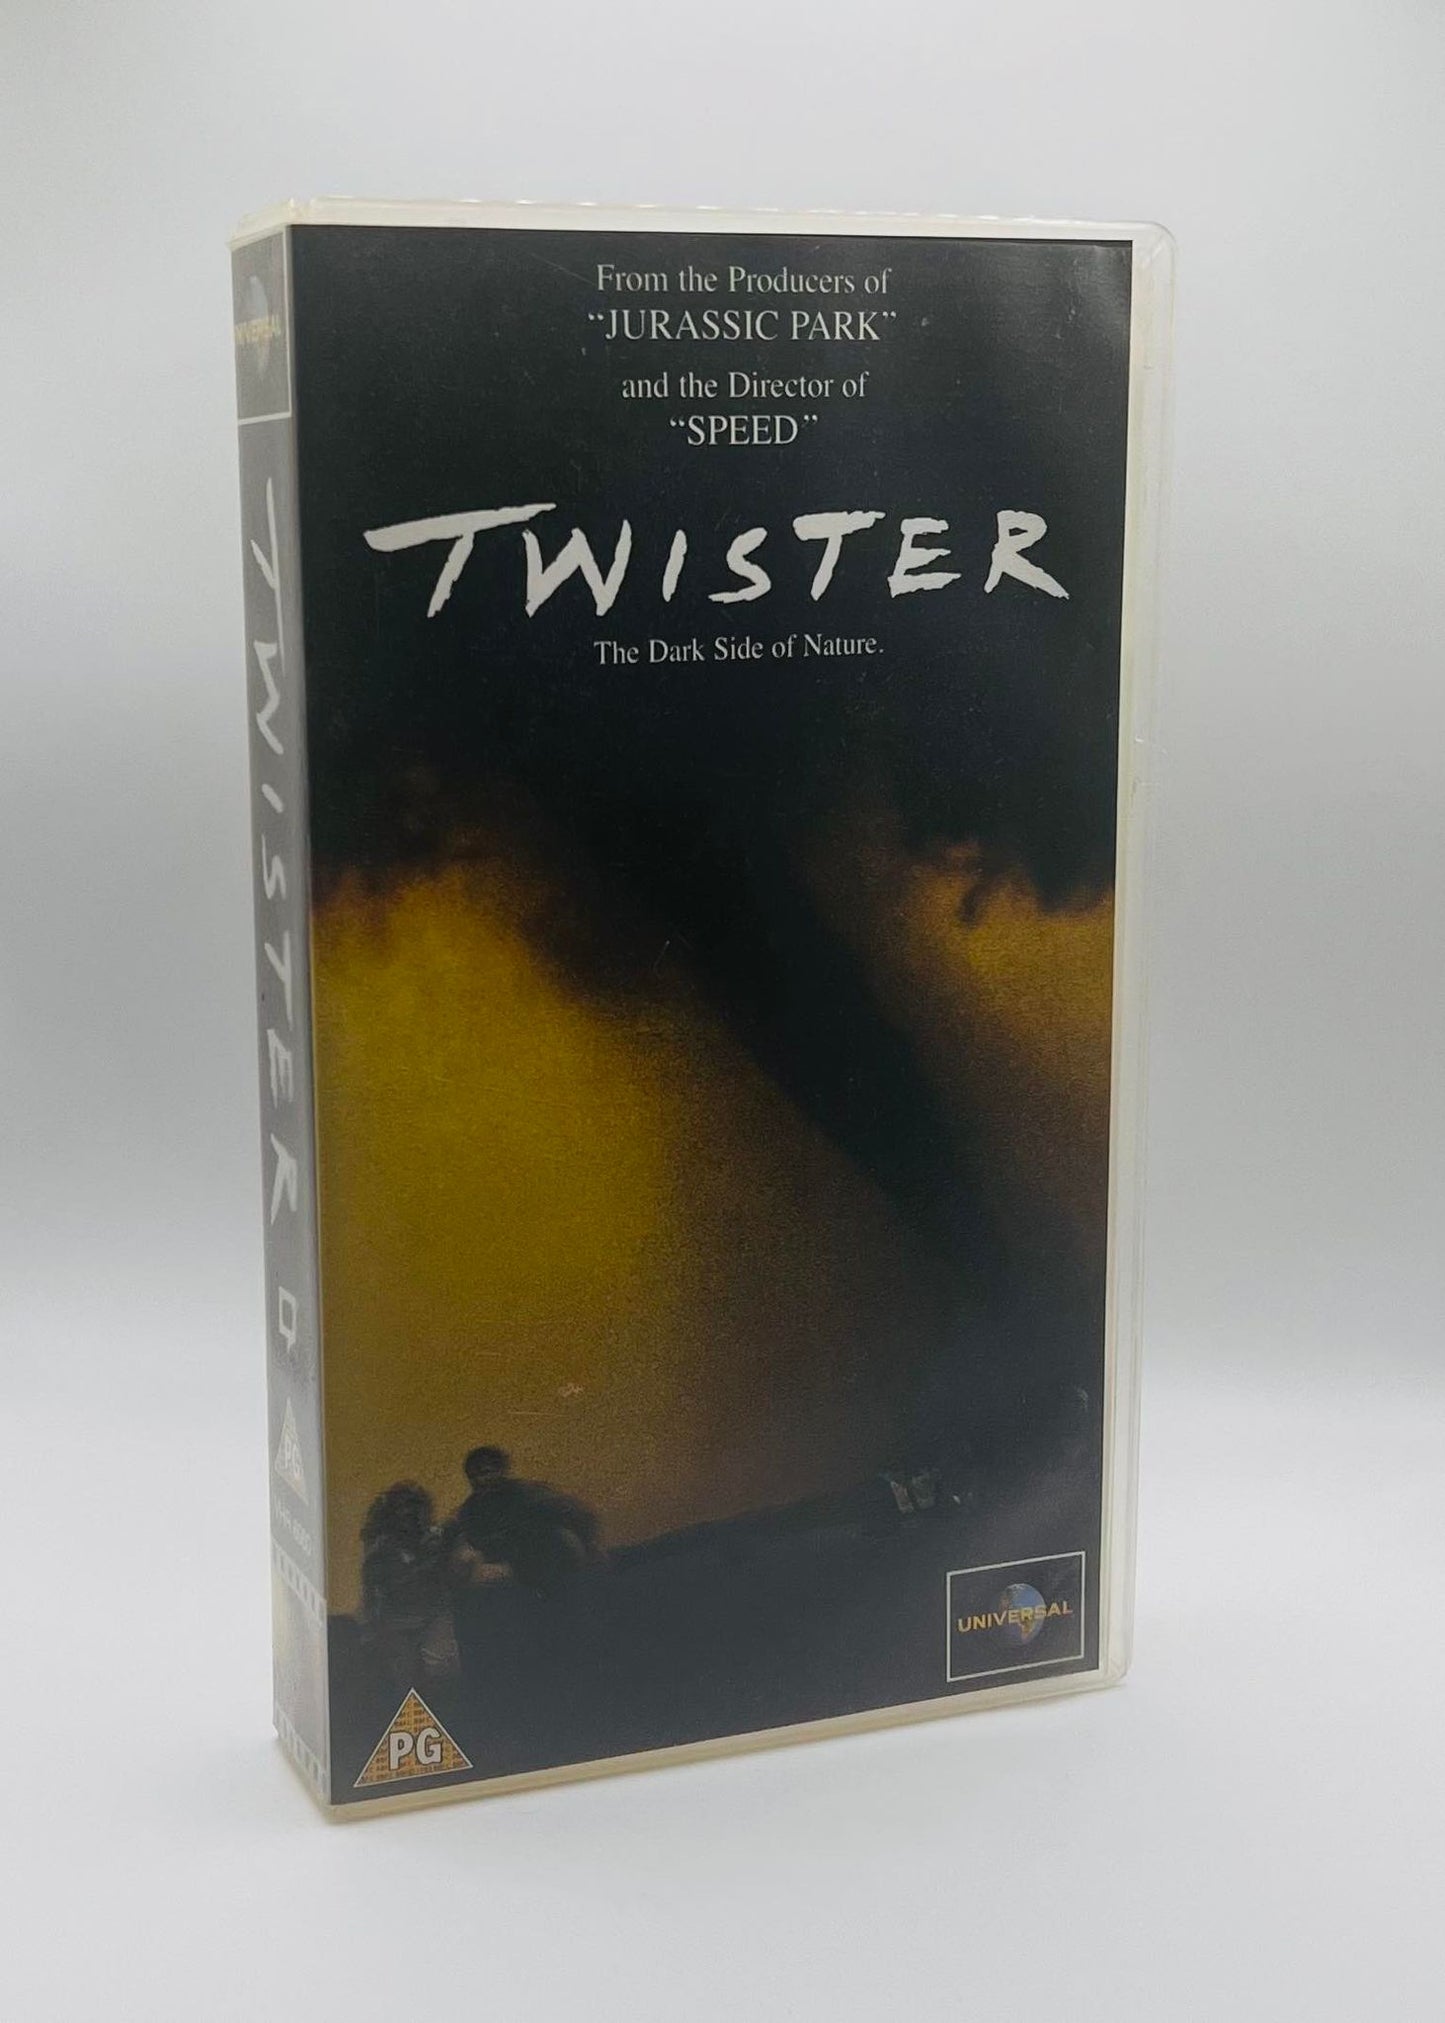 From the Producers of
“JURASSIC PARK”
and the Director of
“SPEED”
TWISTER
The Dark Side of Nature.
UNIVERSAL
PG
UNIVERSAL
TWISTER
PG